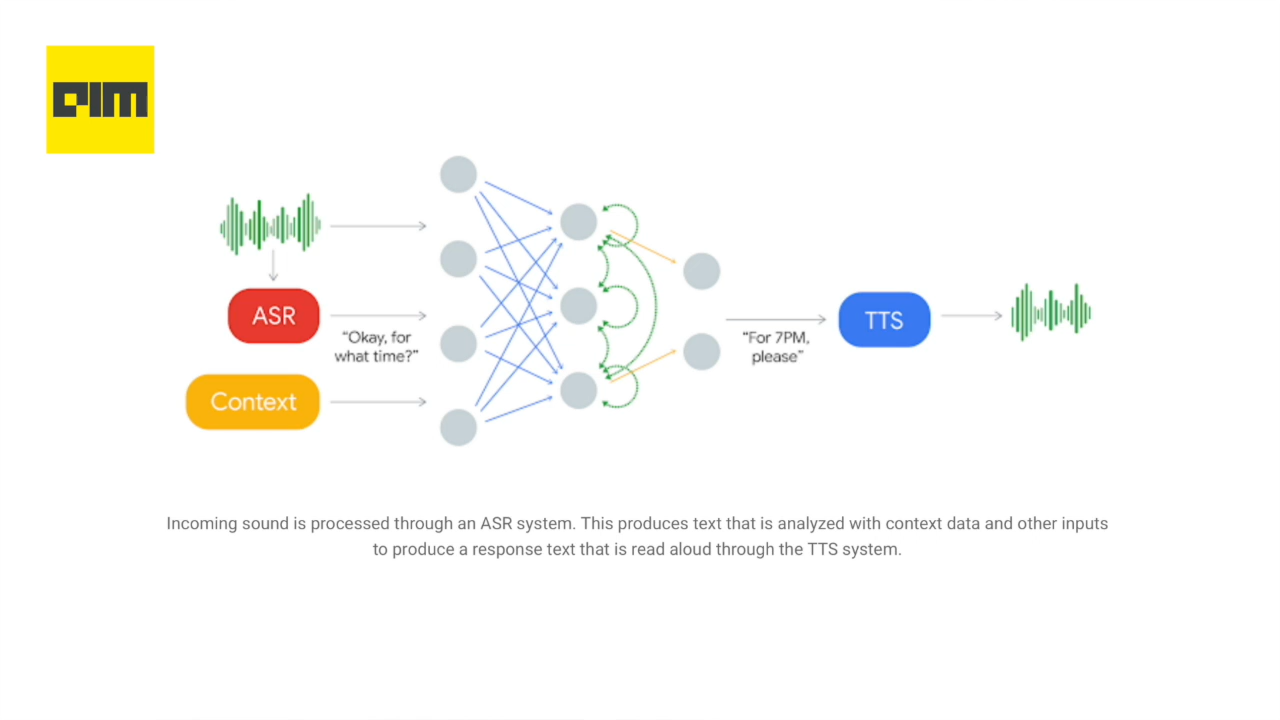 AIM
ASR
"Okay, for
what time?"
Context
"For 7PM,
please"
TTS
Incoming sound is processed through an ASR system. This produces text that is analyzed with context data and other inputs
to produce a response text that is read aloud through the TTS system.